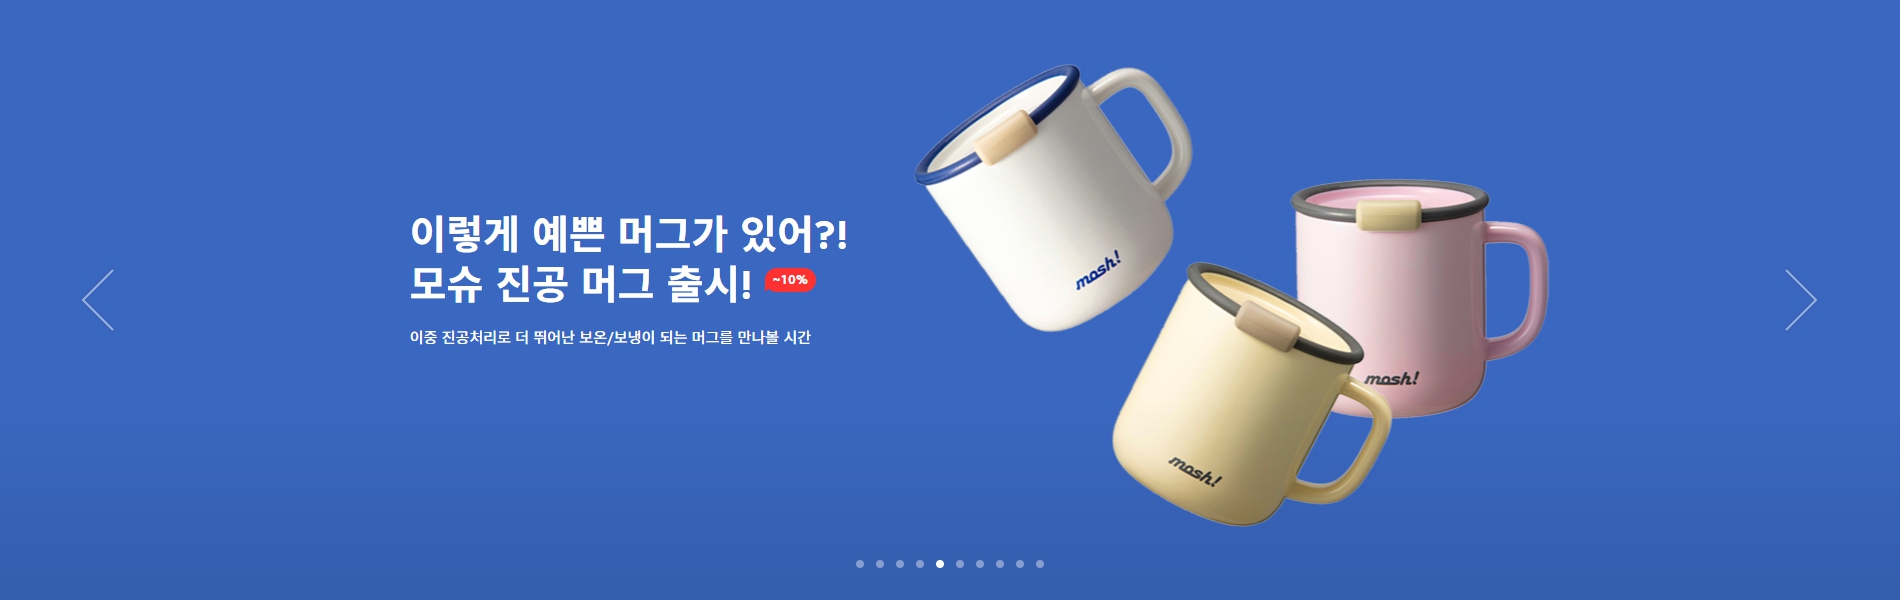 이렇게 예쁜 머그가 있어?!
모슈 진공 머그 출시! ~10%
이중 진공처리로 더 뛰어난 보온/보냉이 되는 머그를 만나볼 시간
mosh!
mosh!
mosh!